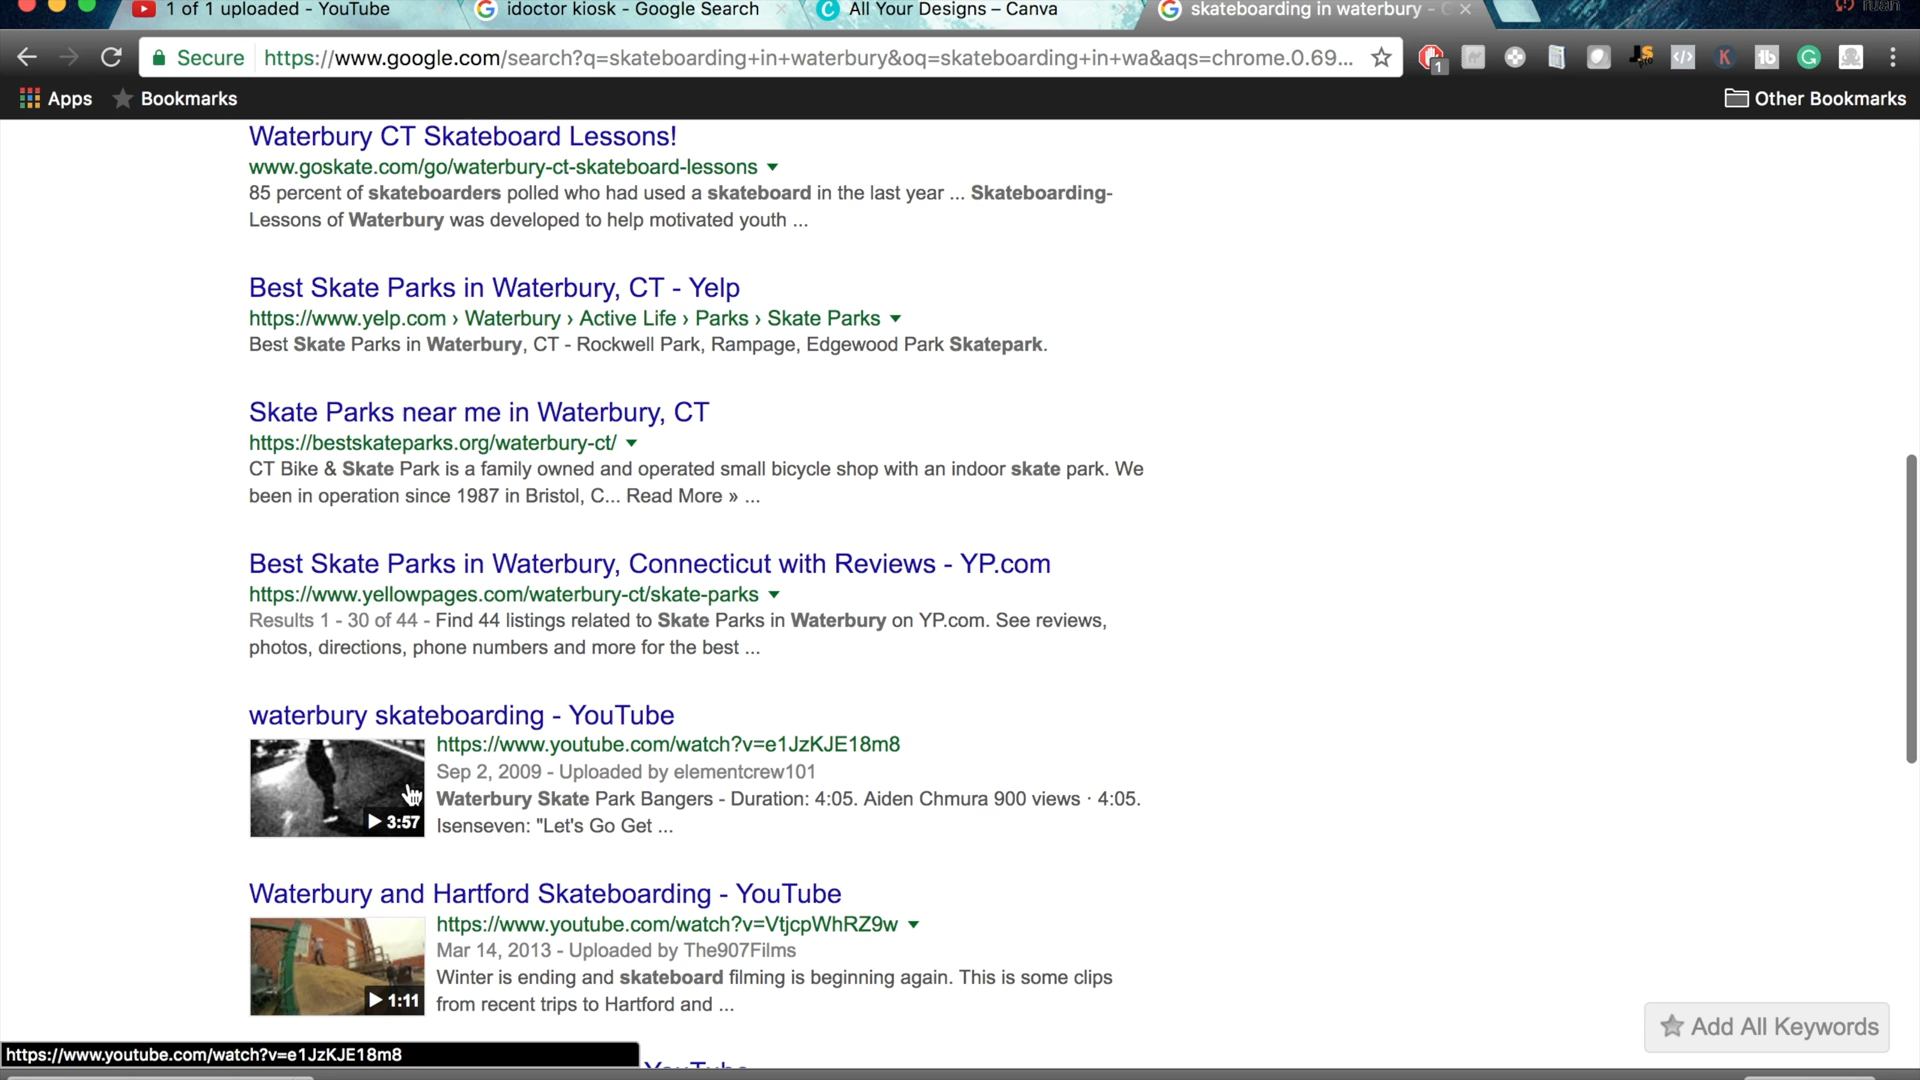 1 of 1 uploaded - YouTube
idoctor kiosk - Google Search
All Your Designs – Canva
skateboarding in waterbury -
Secure
https://www.google.com/search?q=skateboarding+in+waterbury&oq=skateboarding+in+wa&aqs=chrome.0.69...
1
Apps
Bookmarks
Other Bookmarks
Waterbury CT Skateboard Lessons!
www.goskate.com/go/waterbury-ct-skateboard-lessons
85 percent of skateboarders polled who had used a skateboard in the last year ... Skateboarding-
Lessons of Waterbury was developed to help motivated youth ...
Best Skate Parks in Waterbury, CT - Yelp
https://www.yelp.com › Waterbury › Active Life › Parks › Skate Parks
Best Skate Parks in Waterbury, CT - Rockwell Park, Rampage, Edgewood Park Skatepark.
Skate Parks near me in Waterbury, CT
https://bestskateparks.org/waterbury-ct/
CT Bike & Skate Park is a family owned and operated small bicycle shop with an indoor skate park. We
been in operation since 1987 in Bristol, C... Read More » ...
Best Skate Parks in Waterbury, Connecticut with Reviews - YP.com
https://www.yellowpages.com/waterbury-ct/skate-parks
Results 1 - 30 of 44 - Find 44 listings related to Skate Parks in Waterbury on YP.com. See reviews,
photos, directions, phone numbers and more for the best ...
waterbury skateboarding - YouTube
https://www.youtube.com/watch?v=e1JzKJE18m8
Sep 2, 2009 - Uploaded by elementcrew101
Waterbury Skate Park Bangers - Duration: 4:05. Aiden Chmura 900 views · 4:05.
3:57
Isenseven: "Let's Go Get ...
Waterbury and Hartford Skateboarding - YouTube
https://www.youtube.com/watch?v=VtjcpWhRZ9w
Mar 14, 2013 - Uploaded by The907Films
Winter is ending and skateboard filming is beginning again. This is some clips
1:11
from recent trips to Hartford and ...
Add All Keywords
https://www.youtube.com/watch?v=e1JzKJE18m8
YouTube